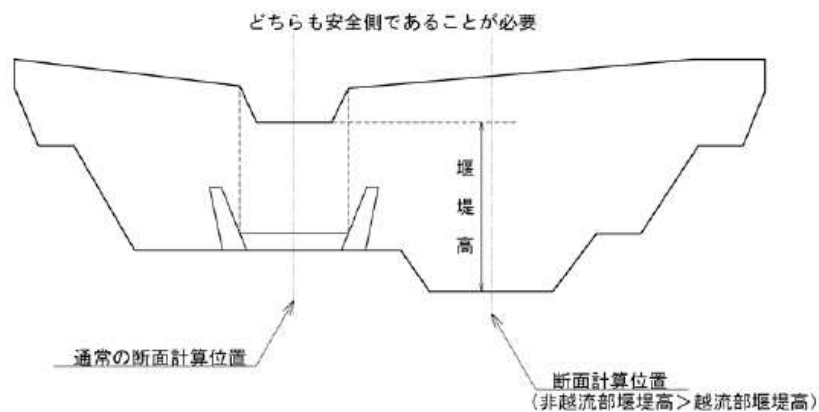 どちらも安全側であることが必要
堰堤高
通常の断面計算位置
断面計算位置
(非越流部堰堤高>越流部堰堤高)